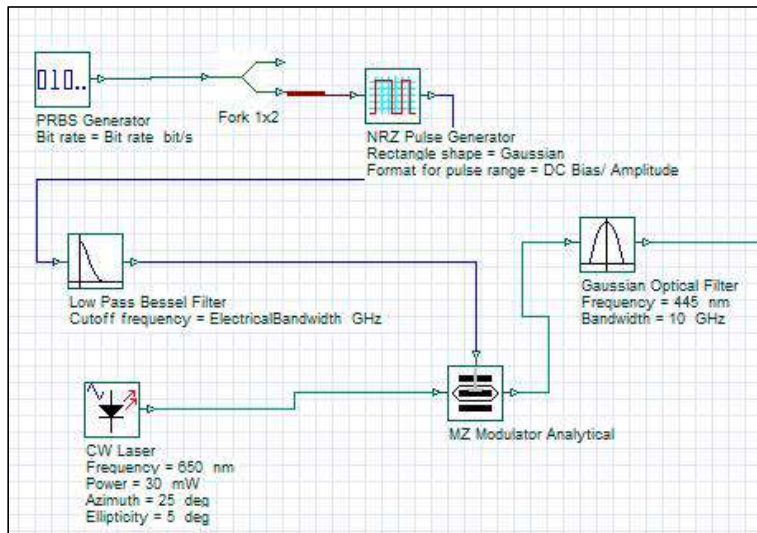 010..
PRBS Generator
Bit rate = Bit rate bit/s
Fork 1x2
NRZ Pulse Generator
Rectangle shape = Gaussian
Format for pulse range = DC Bias/ Amplitude
Low Pass Bessel Filter
Cutoff frequency = ElectricalBandwidth GHz
Gaussian Optical Filter
Frequency = 445 nm
Bandwidth = 10 GHz
CW Laser
Frequency = 650 nm
Power = 30 mW
Azimuth = 25 deg
Ellipticity = 5 deg
MZ Modulator Analytical